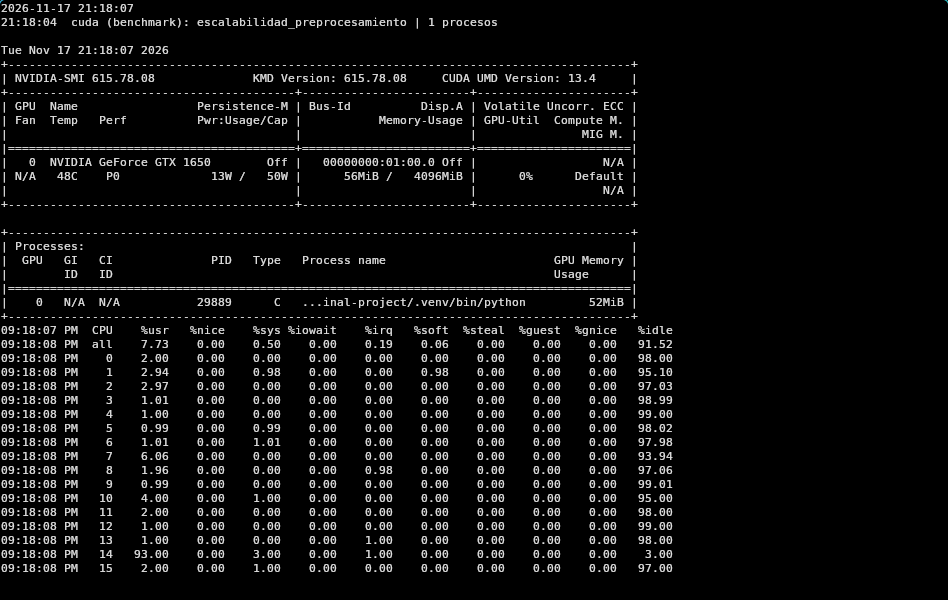 2026-11-17 21:18:07
21:18:04  cuda (benchmark): escalabilidad_preprocesamiento | 1 procesos

Tue Nov 17 21:18:07 2026
+-----------------------------------------------------------------------------------------+
| NVIDIA-SMI 615.78.08              KMD Version: 615.78.08     CUDA UMD Version: 13.4     |
+-----------------------------------------+------------------------+----------------------+
| GPU  Name                 Persistence-M | Bus-Id          Disp.A | Volatile Uncorr. ECC |
| Fan  Temp   Perf          Pwr:Usage/Cap |           Memory-Usage | GPU-Util  Compute M. |
|                                         |                        |               MIG M. |
|=========================================+========================+======================|
|   0  NVIDIA GeForce GTX 1650        Off |   00000000:01:00.0 Off |                  N/A |
| N/A   48C    P0             13W /   50W |      56MiB /   4096MiB |      0%      Default |
|                                         |                        |                  N/A |
+-----------------------------------------+------------------------+----------------------+

+-----------------------------------------------------------------------------------------+
| Processes:                                                                              |
|  GPU   GI   CI              PID   Type   Process name                        GPU Memory |
|        ID   ID                                                               Usage      |
|=========================================================================================|
|    0   N/A  N/A           29889      C   ...inal-project/.venv/bin/python         52MiB |
+-----------------------------------------------------------------------------------------+
09:18:07 PM  CPU    %usr   %nice    %sys %iowait    %irq   %soft  %steal  %guest  %gnice   %idle
09:18:08 PM  all    7.73    0.00    0.50    0.00    0.19    0.06    0.00    0.00    0.00   91.52
09:18:08 PM    0    2.00    0.00    0.00    0.00    0.00    0.00    0.00    0.00    0.00   98.00
09:18:08 PM    1    2.94    0.00    0.98    0.00    0.00    0.98    0.00    0.00    0.00   95.10
09:18:08 PM    2    2.97    0.00    0.00    0.00    0.00    0.00    0.00    0.00    0.00   97.03
09:18:08 PM    3    1.01    0.00    0.00    0.00    0.00    0.00    0.00    0.00    0.00   98.99
09:18:08 PM    4    1.00    0.00    0.00    0.00    0.00    0.00    0.00    0.00    0.00   99.00
09:18:08 PM    5    0.99    0.00    0.99    0.00    0.00    0.00    0.00    0.00    0.00   98.02
09:18:08 PM    6    1.01    0.00    1.01    0.00    0.00    0.00    0.00    0.00    0.00   97.98
09:18:08 PM    7    6.06    0.00    0.00    0.00    0.00    0.00    0.00    0.00    0.00   93.94
09:18:08 PM    8    1.96    0.00    0.00    0.00    0.98    0.00    0.00    0.00    0.00   97.06
09:18:08 PM    9    0.99    0.00    0.00    0.00    0.00    0.00    0.00    0.00    0.00   99.01
09:18:08 PM   10    4.00    0.00    1.00    0.00    0.00    0.00    0.00    0.00    0.00   95.00
09:18:08 PM   11    2.00    0.00    0.00    0.00    0.00    0.00    0.00    0.00    0.00   98.00
09:18:08 PM   12    1.00    0.00    0.00    0.00    0.00    0.00    0.00    0.00    0.00   99.00
09:18:08 PM   13    1.00    0.00    0.00    0.00    1.00    0.00    0.00    0.00    0.00   98.00
09:18:08 PM   14   93.00    0.00    3.00    0.00    1.00    0.00    0.00    0.00    0.00    3.00
09:18:08 PM   15    2.00    0.00    1.00    0.00    0.00    0.00    0.00    0.00    0.00   97.00